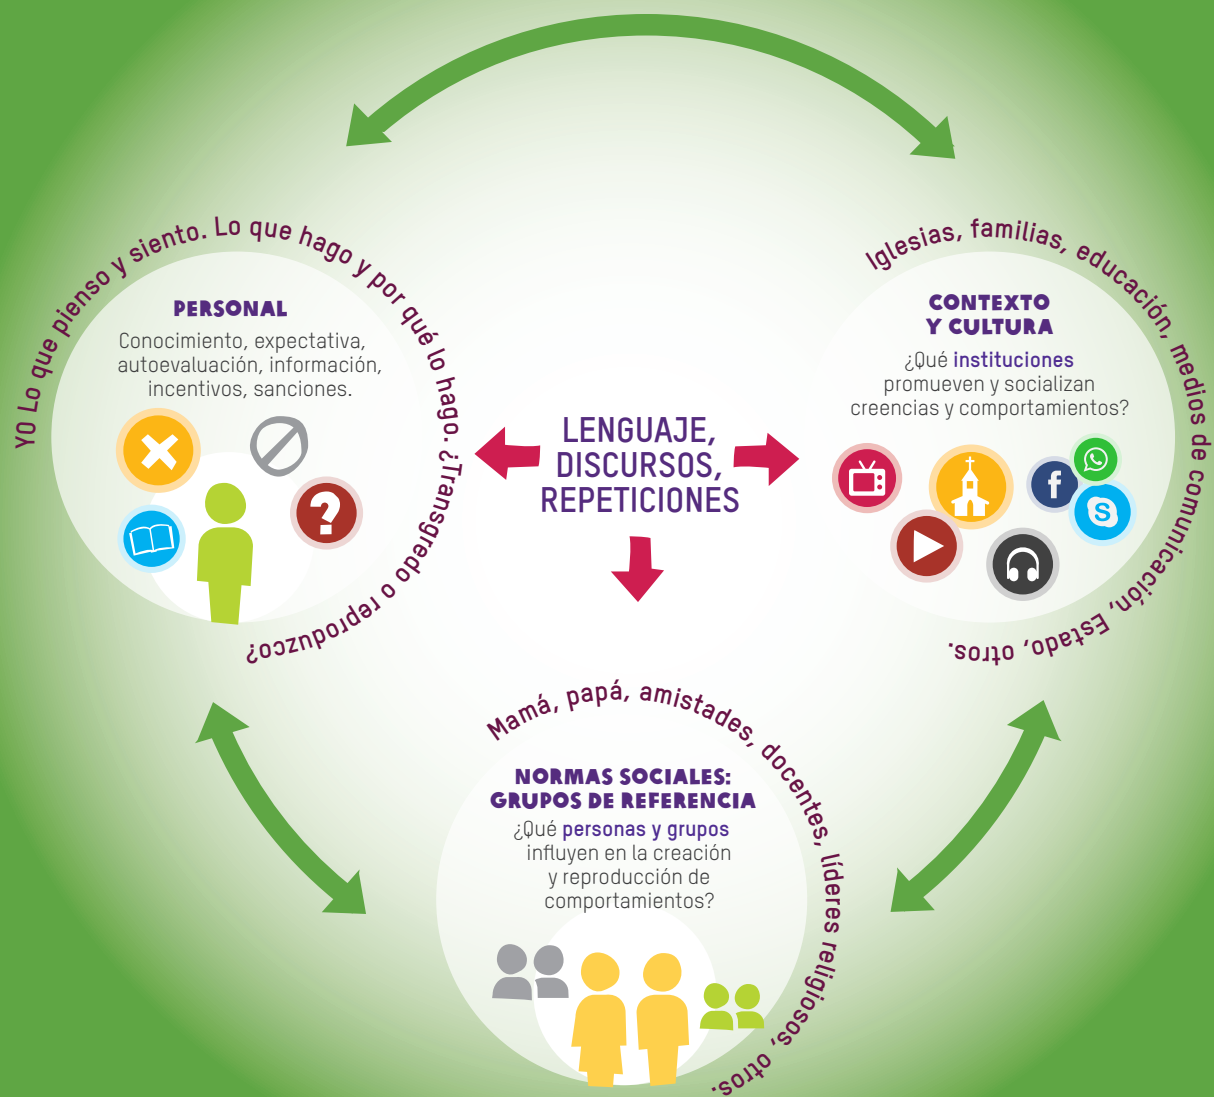 YO Lo que pienso y siento. Lo que hago y por qué lo hago. ¿Transgredo o reproduzco?
PERSONAL
Conocimiento, expectativa,
autoevaluación, información,
incentivos, sanciones.
LENGUAJE,
DISCURSOS,
REPETICIONES
Iglesias, familias, educación, medios de comunicación, Estado, otros.
CONTEXTO
Y CULTURA
¿Qué instituciones
promueven y socializan
creencias y comportamientos?
f
S
?
Mamá, papá, amistades, docentes, líderes religiosos, otros.
NORMAS SOCIALES:
GRUPOS DE REFERENCIA
¿Qué personas y grupos
influyen en la creación
y reproducción de
comportamientos?